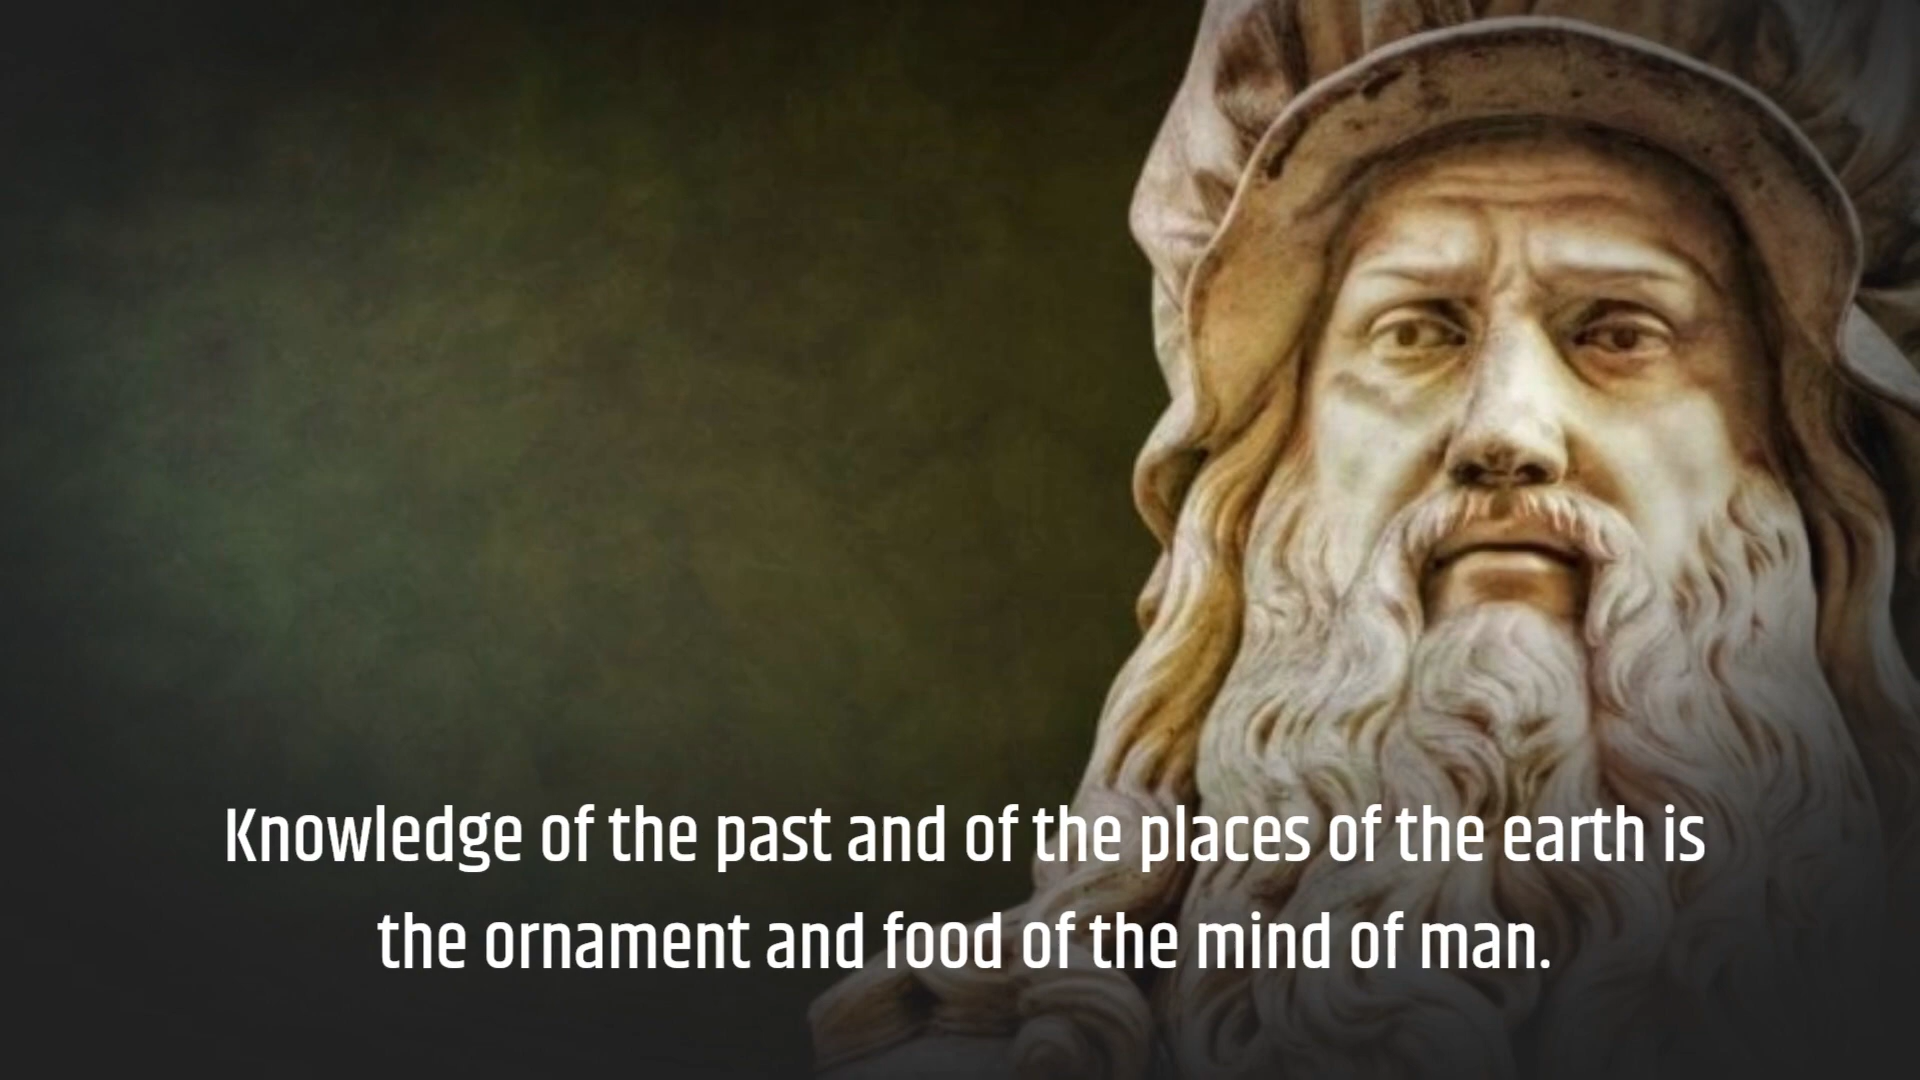 Knowledge of the past and of the places of the earth is
the ornament and food of the mind of man.